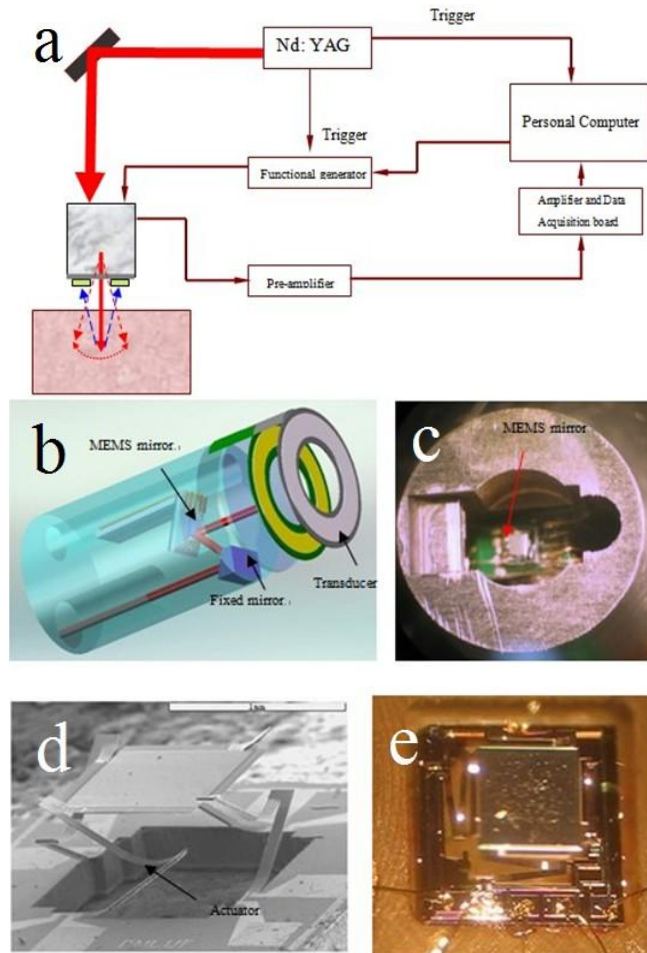 a
Trigger
Nd: YAG
Personal Computer
Trigger
Functional generator
Amplifier and Data
Acquisition board
Pre-amplifier
b
MEMS mirror
Transducer
Fixed mirror
c
MEMS mirror
d
Actuator
e